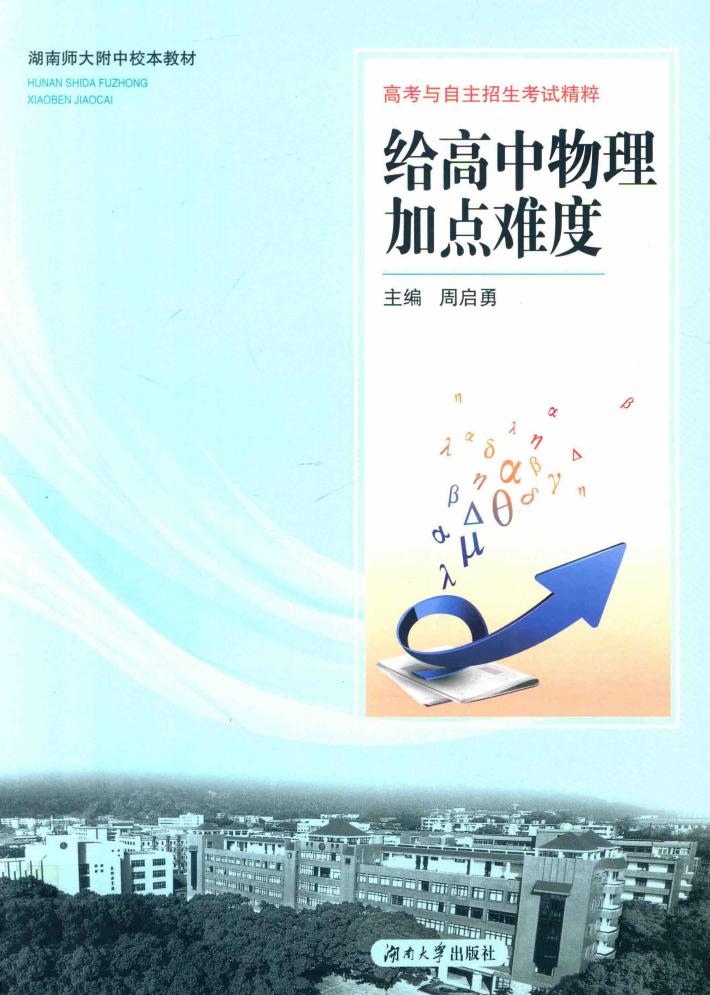 湖南师大附中校本教材
HUNAN SHIDA FUZHONG
XIAOBEN JIAOCAI
高考与自主招生考试精粹
给高中物理
加点难度
主编 周启勇
η
α
β
λ α δ λ η
η α β Δ
β Δ θ δ γ η
α μ
λ
湖南大学出版社